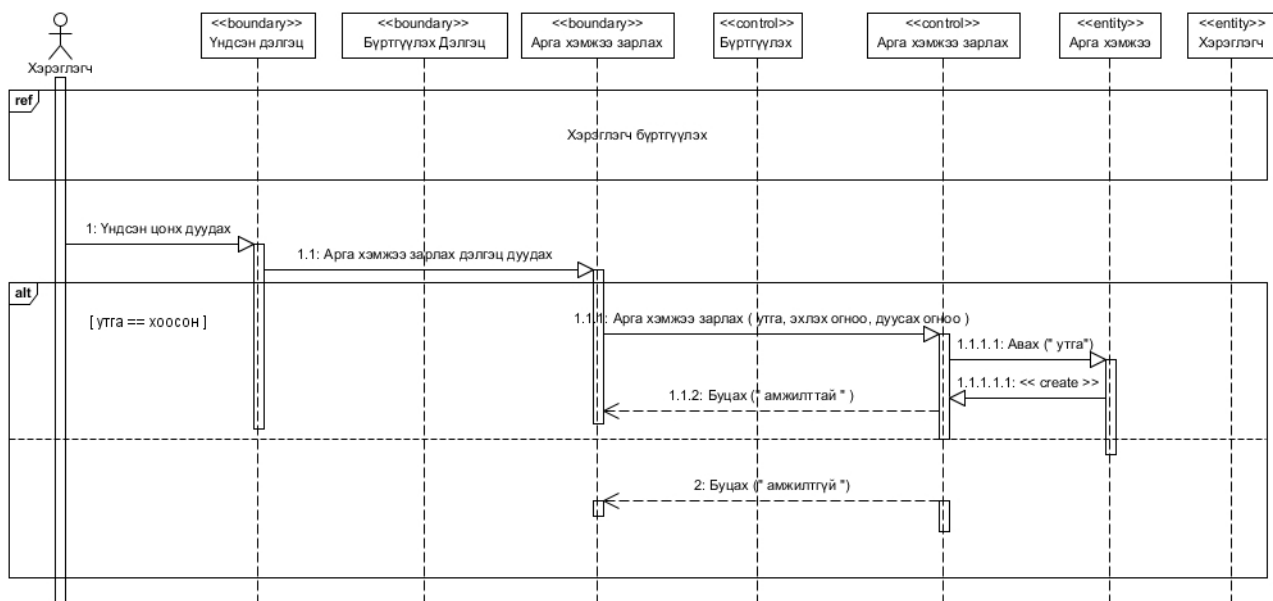 <<boundary>>
Үндсэн дэлгэц
<<boundary>>
Бүртгүүлэх Дэлгэц
<<boundary>>
Арга хэмжээ зарлах
<<control>>
Бүртгүүлэх
<<control>>
Арга хэмжээ зарлах
<<entity>>
Арга хэмжээ
<<entity>>
Хэрэглэгч
Хэрэглэгч
ref
Хэрэглэгч бүртгүүлэх
1: Үндсэн цонх дуудах
1.1: Арга хэмжээ зарлах дэлгэц дуудах
alt
[ утга == хоосон ]
1.1.1: Арга хэмжээ зарлах ( утга, эхлэх огноо, дуусах огноо )
1.1.1.1: Авах (" утга")
1.1.1.1.1: << create >>
1.1.2: Буцах (" амжилттай " )
2: Буцах (" амжилтгүй ")